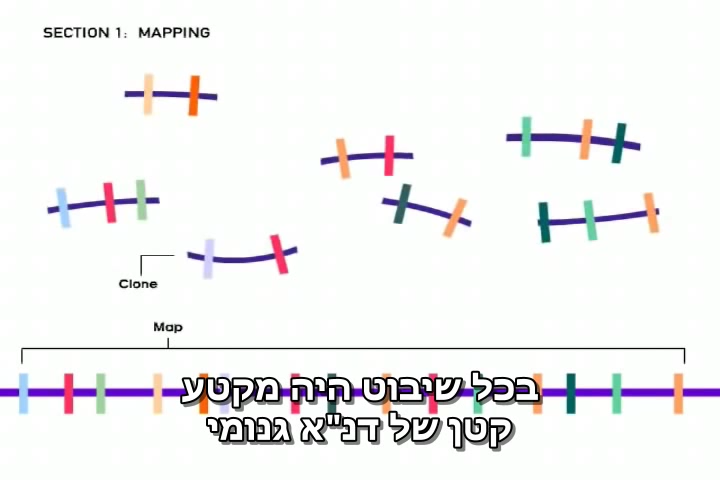 SECTION 1: MAPPING
Clone
Map
בכל שיבוט היה מקטע
קטן של דנ"א גנומי